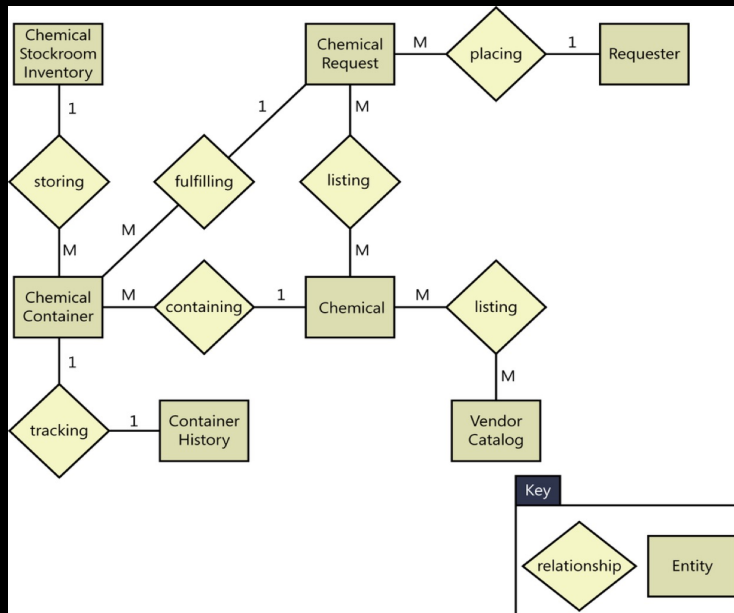 Chemical
Stockroom
Inventory
Chemical
Request
M
placing
1
Requester
1
1
M
storing
fulfilling
listing
M
M
M
Chemical
Container
M
containing
1
Chemical
M
listing
1
M
tracking
1
Container
History
Vendor
Catalog
Key
relationship
Entity